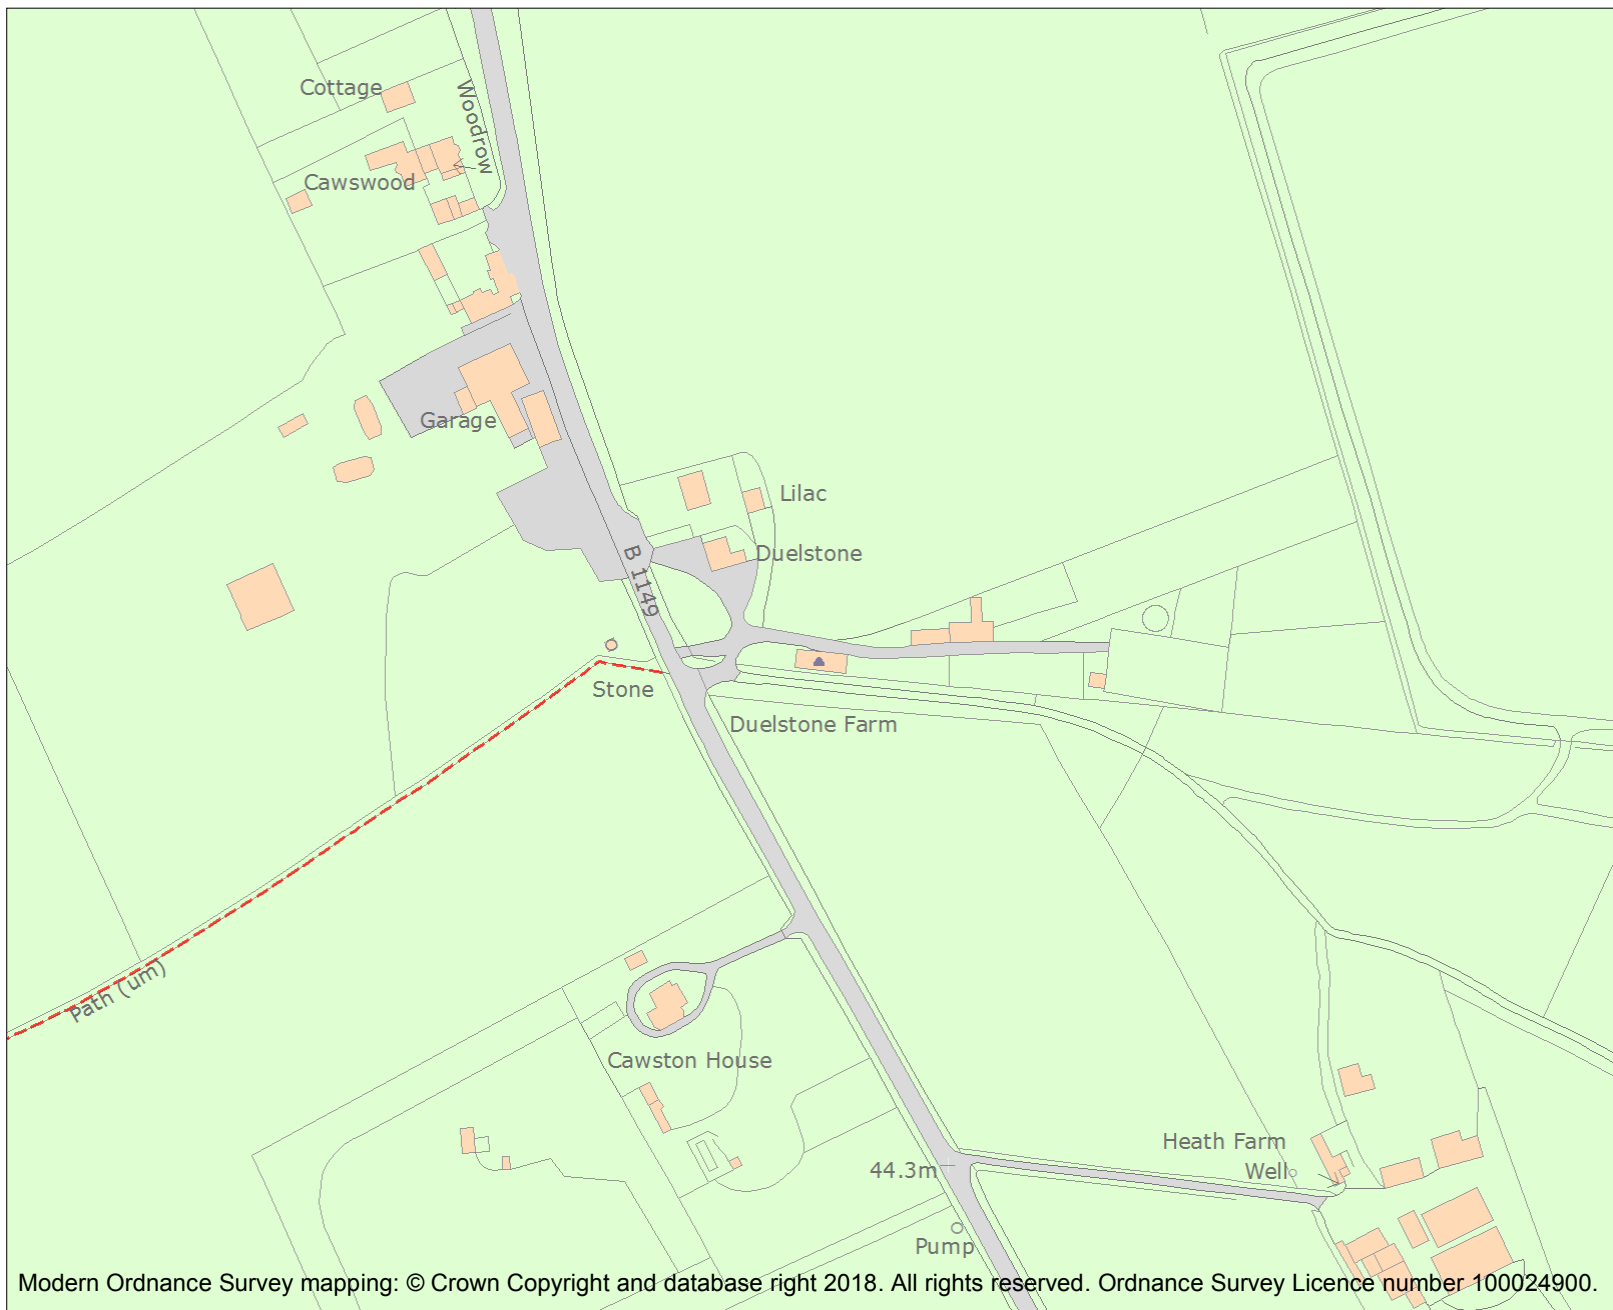 Cottage
Woodrow
Cawswood
Garage
Lilac
B 1149
Duelstone
Stone
Duelstone Farm
Path (um)
Cawston House
Heath Farm
44.3m
Well
Pump
Modern Ordnance Survey mapping: © Crown Copyright and database right 2018. All rights reserved. Ordnance Survey Licence number 100024900.